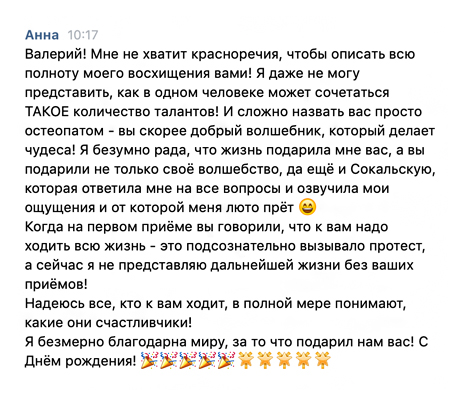 Анна 10:17
Валерий! Мне не хватит красноречия, чтобы описать всю
полноту моего восхищения вами! Я даже не могу
представить, как в одном человеке может сочетаться
ТАКОЕ количество талантов! И сложно назвать вас просто
остеопатом - вы скорее добрый волшебник, который делает
чудеса! Я безумно рада, что жизнь подарила мне вас, а вы
подарили не только своё волшебство, да ещё и Сокальскую,
которая ответила мне на все вопросы и озвучила мои
ощущения и от которой меня люто прёт 😄
Когда на первом приёме вы говорили, что к вам надо
ходить всю жизнь - это подсознательно вызывало протест,
а сейчас я не представляю дальнейшей жизни без ваших
приёмов!
Надеюсь все, кто к вам ходит, в полной мере понимают,
какие они счастливчики!
Я безмерно благодарна миру, за то что подарил нам вас! С
Днём рождения! 🎉🎉🎉🎉🎉